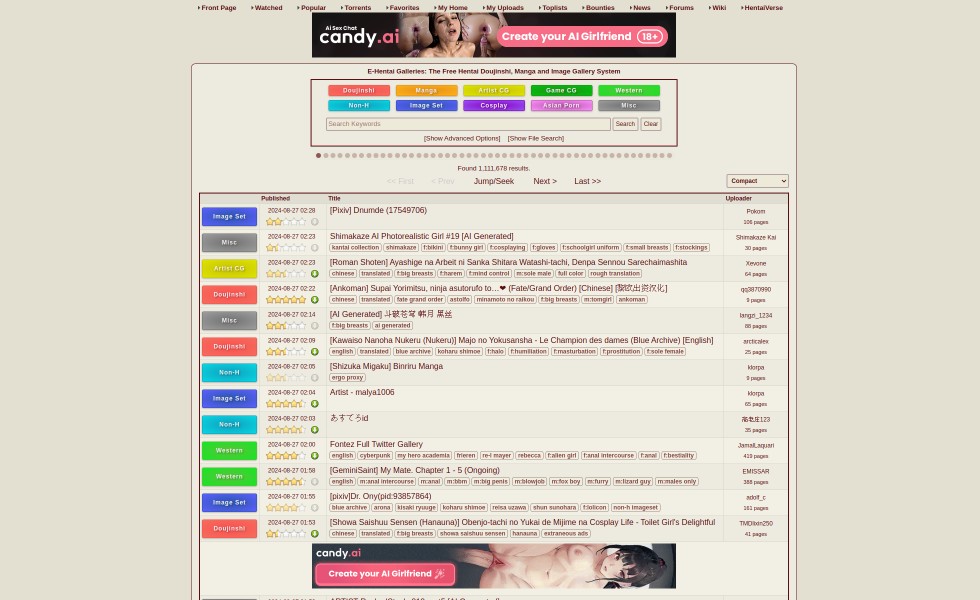 Front Page Watched Popular Torrents Favorites My Home My Uploads Toplists Bounties News Forums Wiki HentaiVerse
Ai Sex Chat
candy.ai
Create your AI Girlfriend 18+
E-Hentai Galleries: The Free Hentai Doujinshi, Manga and Image Gallery System
Doujinshi Manga Artist CG Game CG Western
Non-H Image Set Cosplay Asian Porn Misc
Search Keywords Search Clear
[Show Advanced Options] [Show File Search]
Found 1,111,678 results.
<< First < Prev Jump/Seek Next > Last >> Compact
Published Title Uploader
Image Set 2024-08-27 02:28 [Pixiv] Dnumde (17549706) Pokom
106 pages
Misc 2024-08-27 02:23 Shimakaze AI Photorealistic Girl #19 [AI Generated] Shimakaze Kai
kantai collection shimakaze f:bikini f:bunny girl f:cosplaying f:gloves f:schoolgirl uniform f:small breasts f:stockings 30 pages
Artist CG 2024-08-27 02:23 [Roman Shoten] Ayashige na Arbeit ni Sanka Shitara Watashi-tachi, Denpa Sennou Sarechaimashita Xevone
chinese translated f:big breasts f:harem f:mind control m:sole male full color rough translation 64 pages
Doujinshi 2024-08-27 02:22 [Ankoman] Supai Yorimitsu, ninja asutorufo to…❤ (Fate/Grand Order) [Chinese] qq3870990
chinese translated fate grand order astolfo minamoto no raikou f:big breasts m:tomgirl ankoman 9 pages
Misc 2024-08-27 02:14 [AI Generated] 斗破苍穹 韩月 黑丝 langzi_1234
f:big breasts ai generated 88 pages
Doujinshi 2024-08-27 02:09 [Kawaiso Nanoha Nukeru (Nukeru)] Majo no Yokusansha - Le Champion des dames (Blue Archive) [English] arcticalex
english translated blue archive koharu shimoe f:halo f:humiliation f:masturbation f:prostitution f:sole female 25 pages
Non-H 2024-08-27 02:05 [Shizuka Migaku] Binriru Manga klorpa
ergo proxy 9 pages
Image Set 2024-08-27 02:04 Artist - malya1006 klorpa
65 pages
Non-H 2024-08-27 02:03 あすてろid
35 pages
Western 2024-08-27 02:00 Fontez Full Twitter Gallery JamalLaquari
english cyberpunk my hero academia frieren re-l mayer rebecca f:alien girl f:anal intercourse f:anal f:bestiality 419 pages
Western 2024-08-27 01:58 [GeminiSaint] My Mate. Chapter 1 - 5 (Ongoing) EMISSAR
english m:anal intercourse m:anal m:bbm m:big penis m:blowjob m:fox boy m:furry m:lizard guy m:males only 388 pages
Image Set 2024-08-27 01:55 [pixiv]Dr. Ony(pid:93857864) adolf_c
blue archive arona kisaki ryuuge koharu shimoe reisa uzawa shun sunohara f:lolicon non-h imageset 161 pages
Doujinshi 2024-08-27 01:53 [Showa Saishuu Sensen (Hanauna)] Obenjo-tachi no Yukai de Mijime na Cosplay Life - Toilet Girl's Delightful TMDlixin250
chinese translated f:big breasts showa saishuu sensen hanauna extraneous ads 41 pages
candy.ai
Create your AI Girlfriend